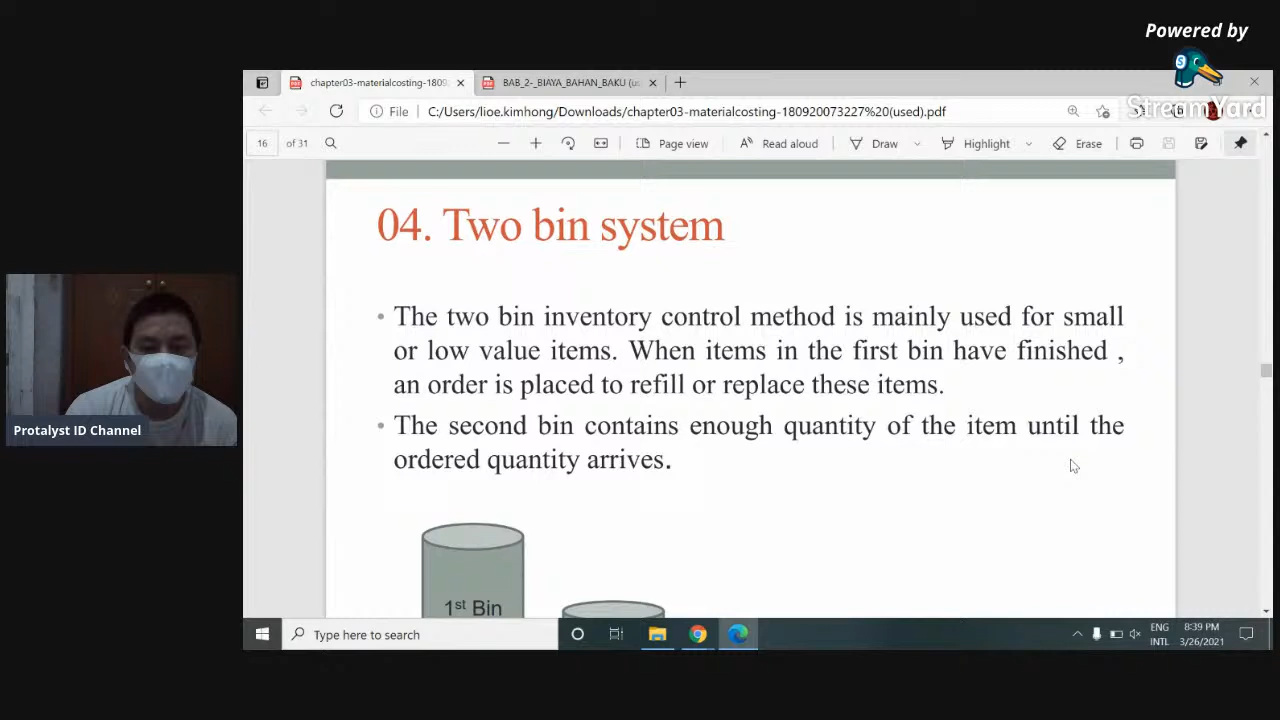 Powered by
StreamYard
chapter03-materialcosting-1809
BAB_2-_BIAYA_BAHAN_BAKU (u
File
C:/Users/lioe.kimhong/Downloads/chapter03-materialcosting-180920073227%20(used).pdf
16 of 31
Page view
Read aloud
Draw
Highlight
Erase
04. Two bin system
• The two bin inventory control method is mainly used for small
or low value items. When items in the first bin have finished ,
an order is placed to refill or replace these items.
• The second bin contains enough quantity of the item until the
ordered quantity arrives.
1st Bin
Protalyst ID Channel
Type here to search
ENG
INTL
8:39 PM
3/26/2021